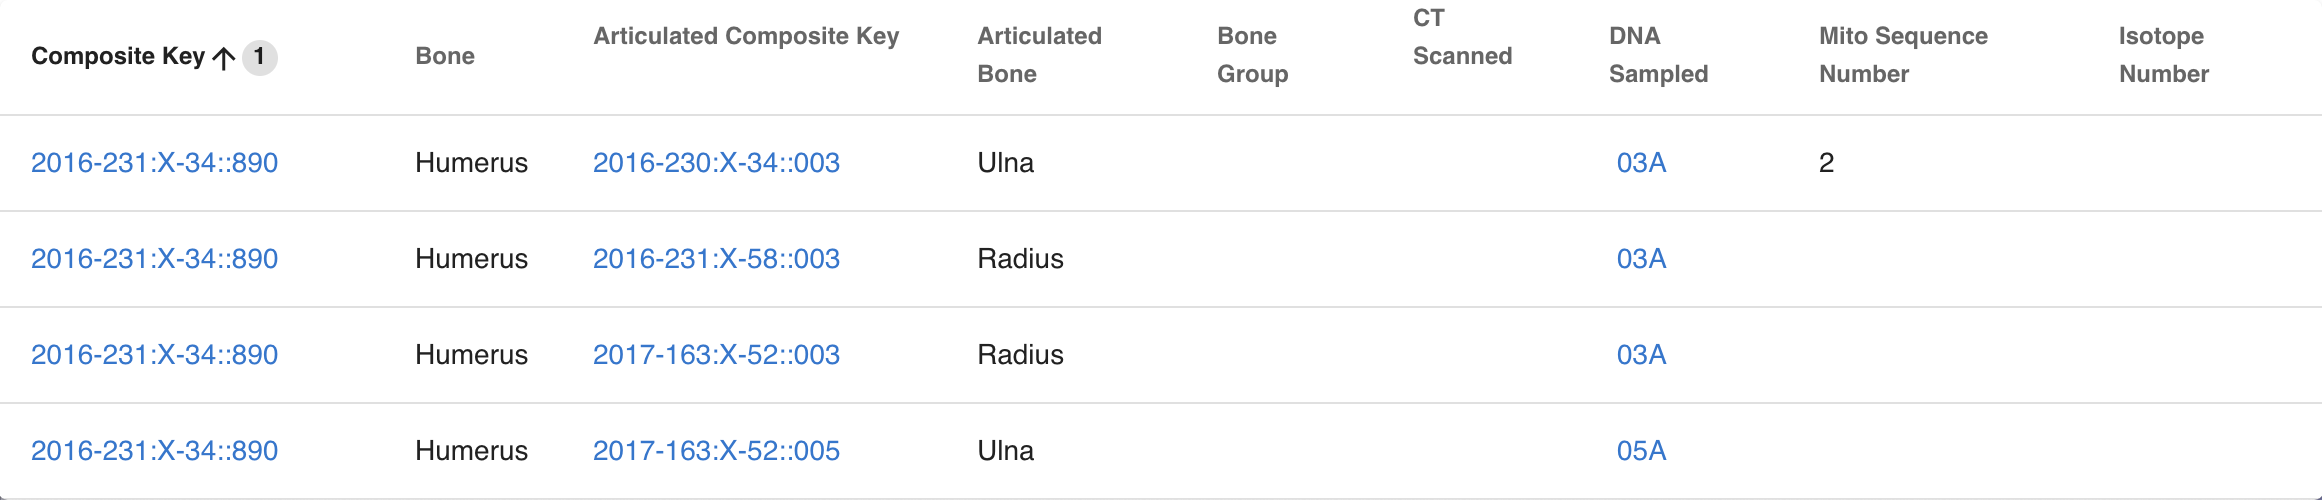 Composite Key ↑ 1 Bone Articulated Composite Key Articulated Bone Bone Group CT Scanned DNA Sampled Mito Sequence Number Isotope Number
2016-231:X-34::890 Humerus 2016-230:X-34::003 Ulna 03A 2
2016-231:X-34::890 Humerus 2016-231:X-58::003 Radius 03A
2016-231:X-34::890 Humerus 2017-163:X-52::003 Radius 03A
2016-231:X-34::890 Humerus 2017-163:X-52::005 Ulna 05A